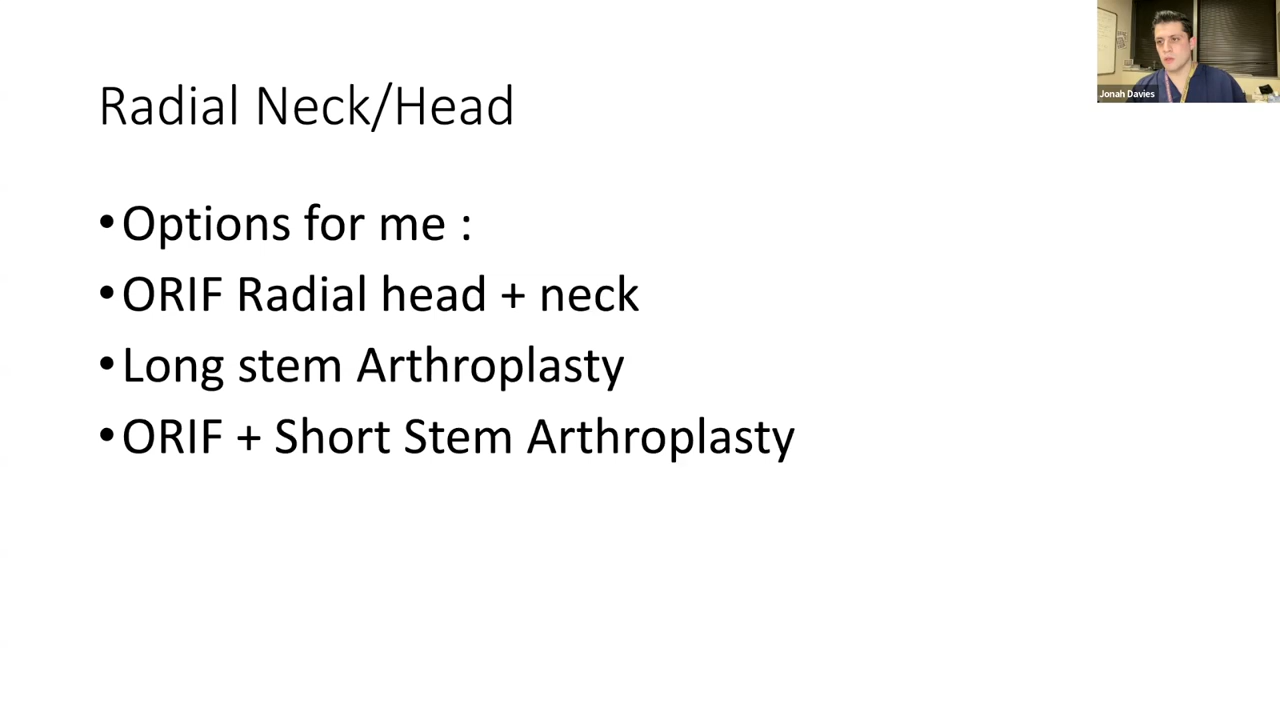 Radial Neck/Head
•Options for me :
•ORIF Radial head + neck
•Long stem Arthroplasty
•ORIF + Short Stem Arthroplasty
Jonah Davies